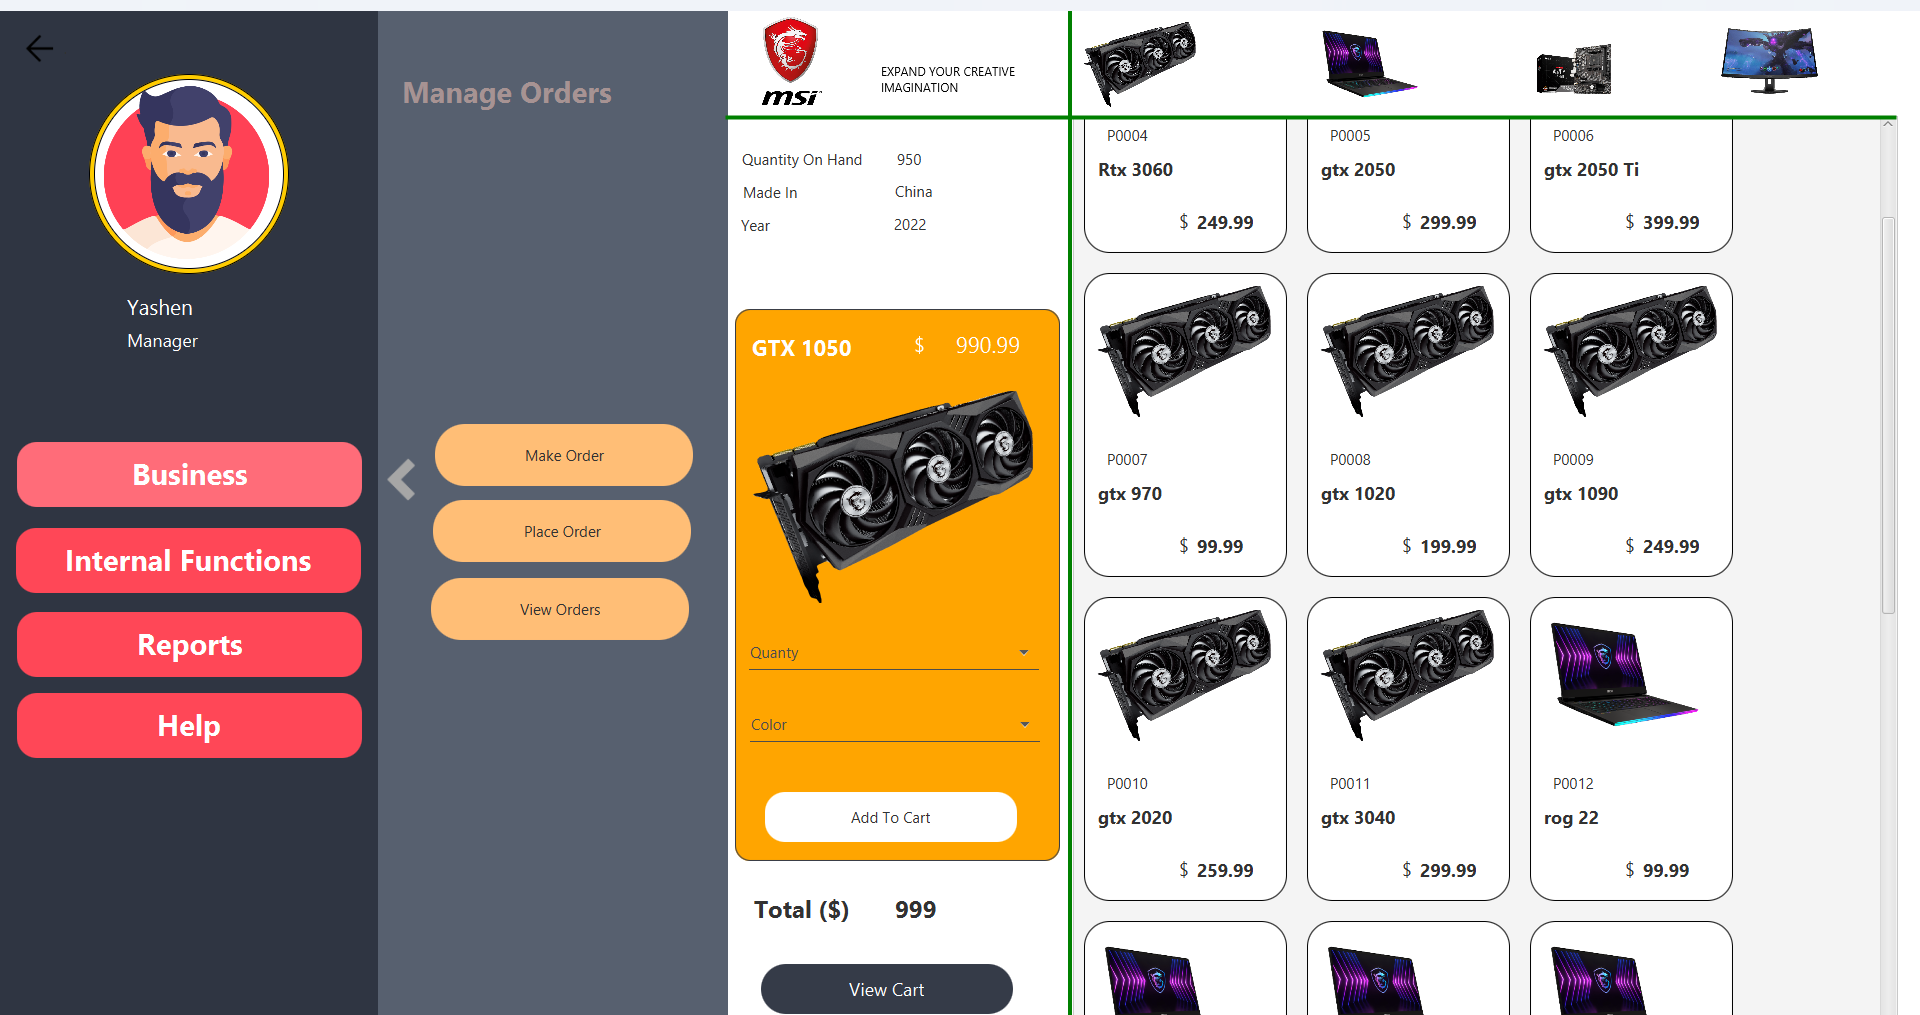 Yashen
Manager
Business
Internal Functions
Reports
Help
Manage Orders
Make Order
Place Order
View Orders
msi
EXPAND YOUR CREATIVE
IMAGINATION
Quantity On Hand 950
Made In China
Year 2022
GTX 1050 $ 990.99
Quanty
Color
Add To Cart
Total ($) 999
View Cart
P0004
Rtx 3060
$ 249.99
P0005
gtx 2050
$ 299.99
P0006
gtx 2050 Ti
$ 399.99
P0007
gtx 970
$ 99.99
P0008
gtx 1020
$ 199.99
P0009
gtx 1090
$ 249.99
P0010
gtx 2020
$ 259.99
P0011
gtx 3040
$ 299.99
P0012
rog 22
$ 99.99